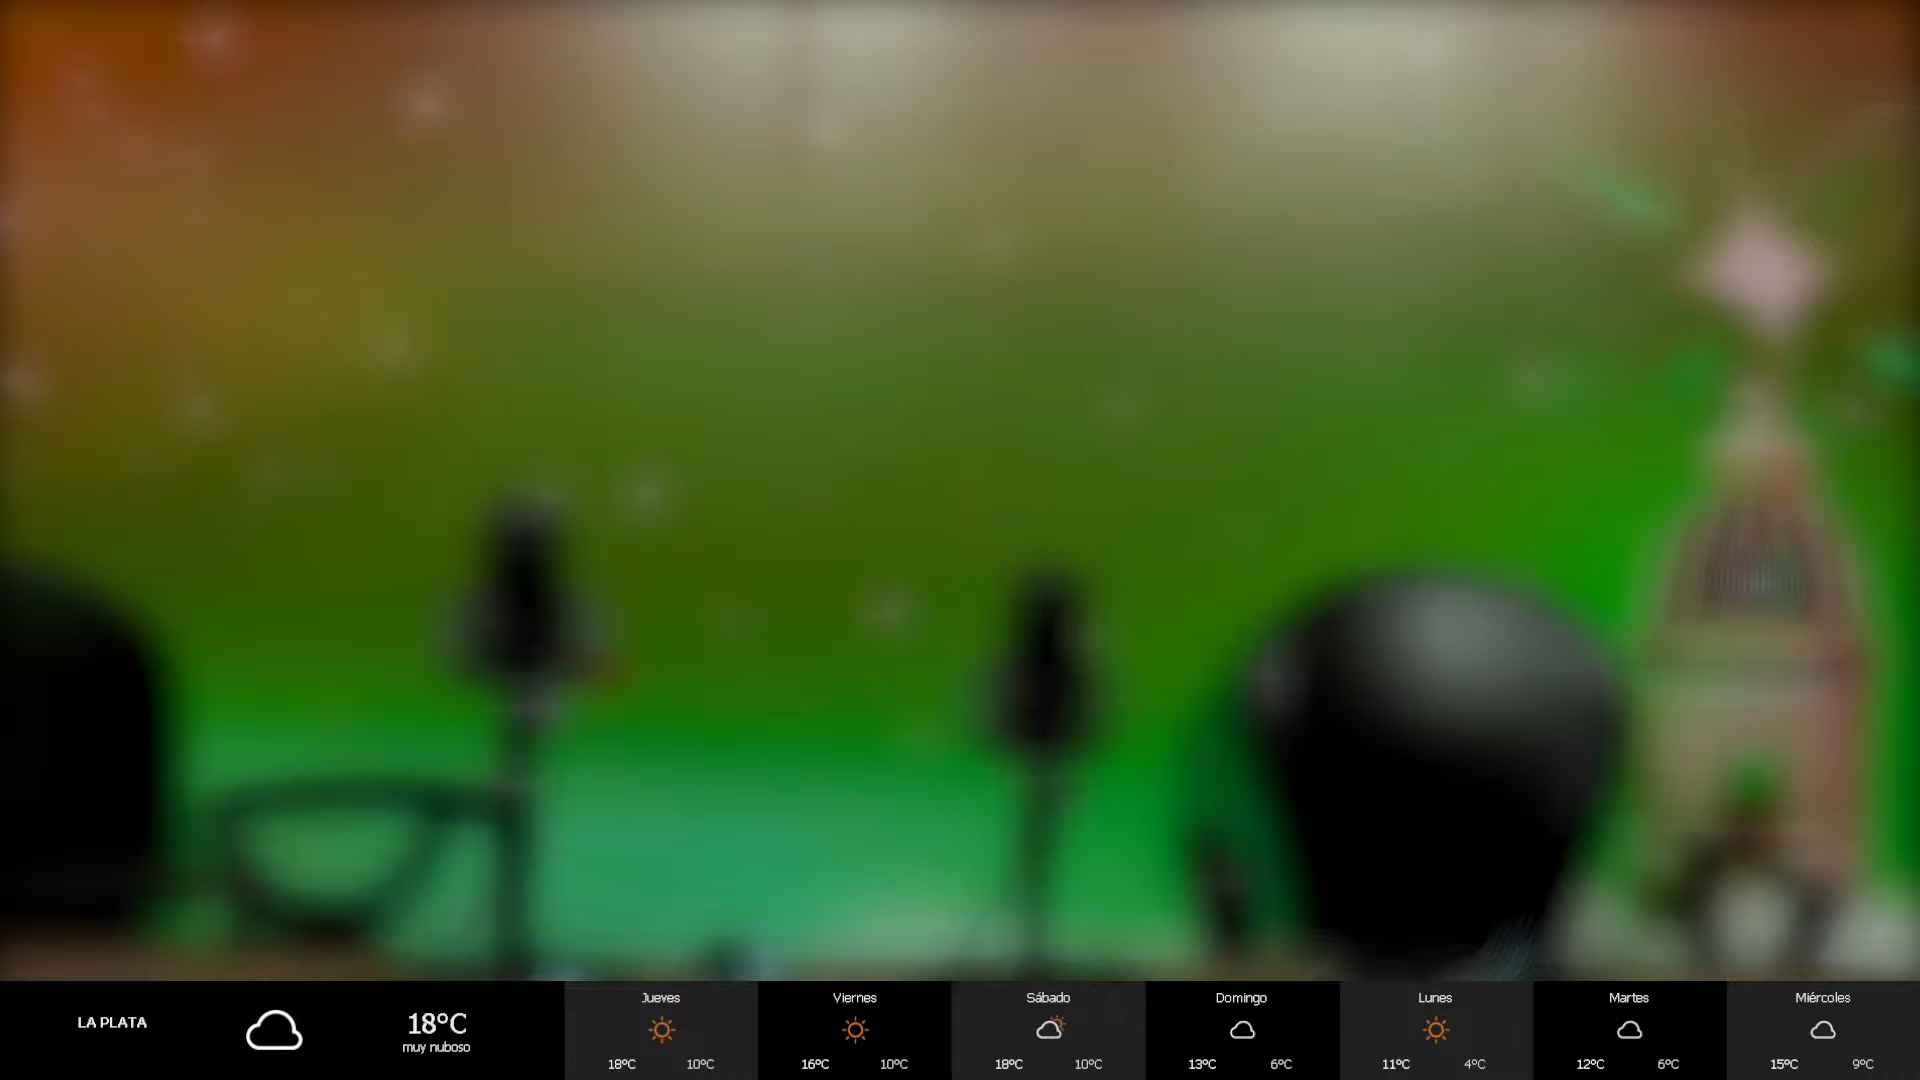 LA PLATA
18°C
muy nuboso
Jueves
18°C 10°C
Viernes
16°C 10°C
Sábado
18°C 10°C
Domingo
13°C 6°C
Lunes
11°C 4°C
Martes
12°C 6°C
Miércoles
15°C 9°C